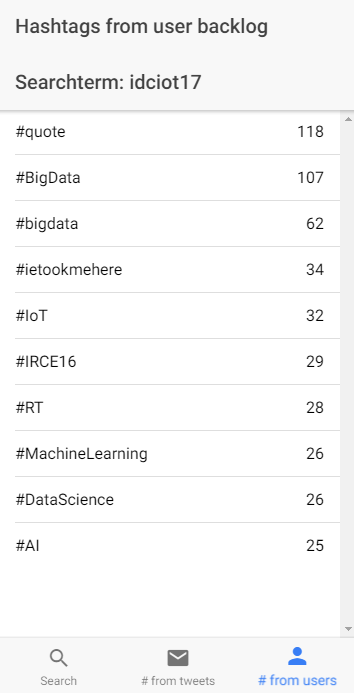 Hashtags from user backlog
Searchterm: idciot17
#quote 118
#BigData 107
#bigdata 62
#ietookmehere 34
#IoT 32
#IRCE16 29
#RT 28
#MachineLearning 26
#DataScience 26
#AI 25
Search # from tweets # from users